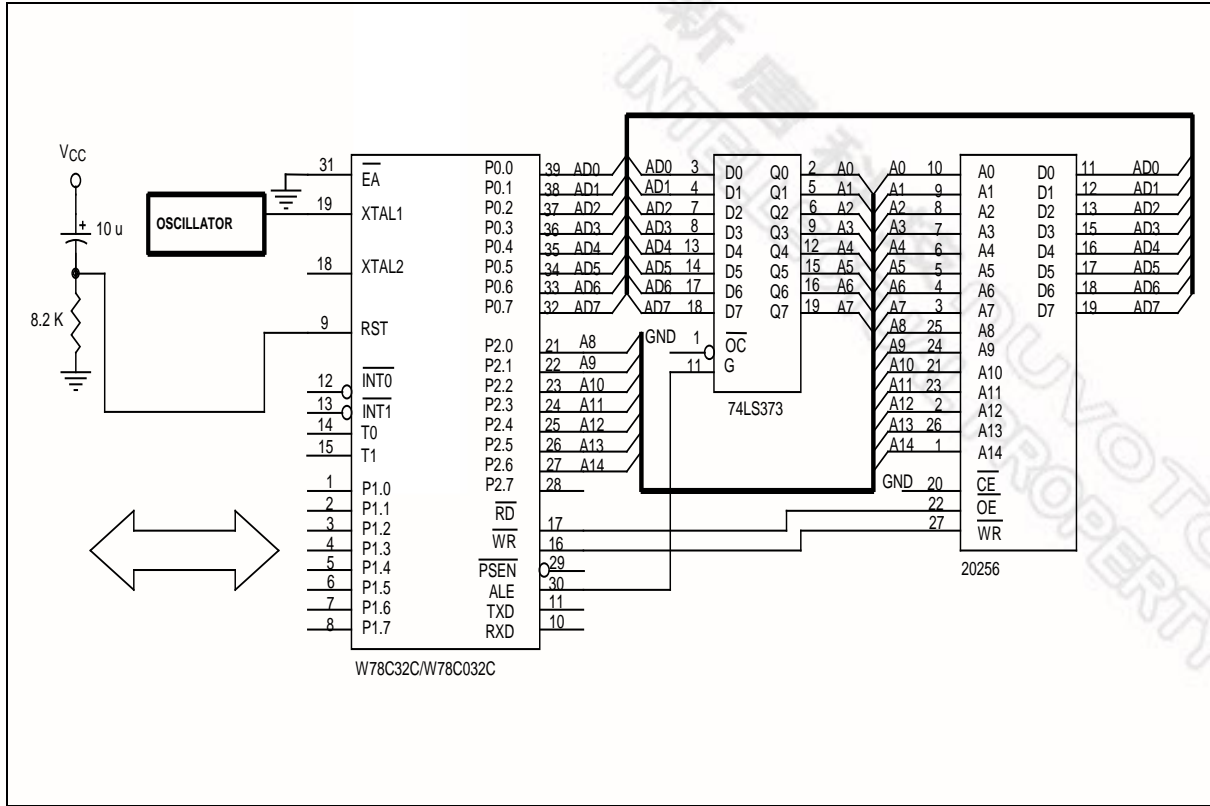 新唐科技 NUVOTON
INTELLECTUAL PROPERTY
VCC
+
10 u
8.2 K
OSCILLATOR
31 EA
19 XTAL1
18 XTAL2
9 RST
12 INT0
13 INT1
14 T0
15 T1
1 P1.0
2 P1.1
3 P1.2
4 P1.3
5 P1.4
6 P1.5
7 P1.6
8 P1.7
P0.0 39 AD0
P0.1 38 AD1
P0.2 37 AD2
P0.3 36 AD3
P0.4 35 AD4
P0.5 34 AD5
P0.6 33 AD6
P0.7 32 AD7
P2.0 21 A8
P2.1 22 A9
P2.2 23 A10
P2.3 24 A11
P2.4 25 A12
P2.5 26 A13
P2.6 27 A14
P2.7 28
RD 17
WR 16
PSEN 29
ALE 30
TXD 11
RXD 10
W78C32C/W78C032C
AD0 3 D0 Q0 2 A0
AD1 4 D1 Q1 5 A1
AD2 7 D2 Q2 6 A2
AD3 8 D3 Q3 9 A3
AD4 13 D4 Q4 12 A4
AD5 14 D5 Q5 15 A5
AD6 17 D6 Q6 16 A6
AD7 18 D7 Q7 19 A7
GND 1 OC
11 G
74LS373
A0 10 A0 D0 11 AD0
A1 9 A1 D1 12 AD1
A2 8 A2 D2 13 AD2
A3 7 A3 D3 15 AD3
A4 6 A4 D4 16 AD4
A5 5 A5 D5 17 AD5
A6 4 A6 D6 18 AD6
A7 3 A7 D7 19 AD7
A8 25 A8
A9 24 A9
A10 21 A10
A11 23 A11
A12 2 A12
A13 26 A13
A14 1 A14
GND 20 CE
22 OE
27 WR
20256